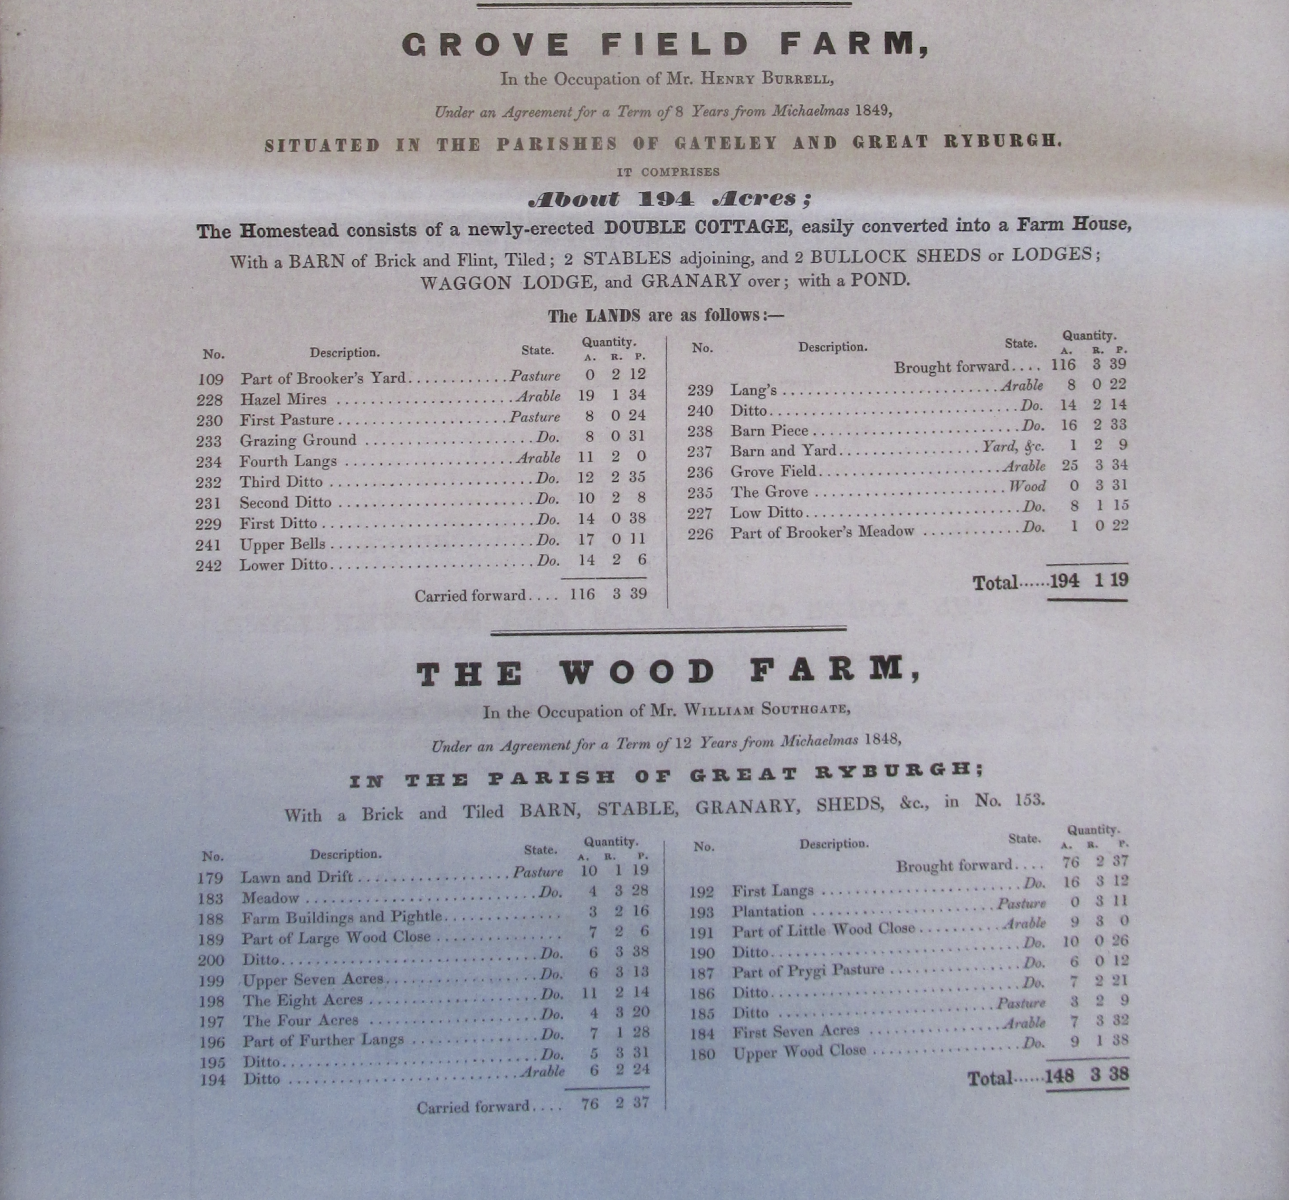 GROVE FIELD FARM,
In the Occupation of Mr. HENRY BURRELL,
Under an Agreement for a Term of 8 Years from Michaelmas 1849,
SITUATED IN THE PARISHES OF GATELEY AND GREAT RYBURGH.
IT COMPRISES
About 194 Acres;
The Homestead consists of a newly-erected DOUBLE COTTAGE, easily converted into a Farm House,
With a BARN of Brick and Flint, Tiled; 2 STABLES adjoining, and 2 BULLOCK SHEDS or LODGES;
WAGGON LODGE, and GRANARY over; with a POND.
The LANDS are as follows:—
No. Description. State. Quantity.
A. R. P.
109 Part of Brooker's Yard............Pasture 0 2 12
228 Hazel Mires ......................Arable 19 1 34
230 First Pasture.....................Pasture 8 0 24
233 Grazing Ground ......................Do. 8 0 31
234 Fourth Langs .....................Arable 11 2 0
232 Third Ditto ..........................Do. 12 2 35
231 Second Ditto .........................Do. 10 2 8
229 First Ditto...........................Do. 14 0 38
241 Upper Bells...........................Do. 17 0 11
242 Lower Ditto...........................Do. 14 2 6
Carried forward.... 116 3 39
No. Description. State. Quantity.
A. R. P.
Brought forward.... 116 3 39
239 Lang's ...........................Arable 8 0 22
240 Ditto................................Do. 14 2 14
238 Barn Piece...........................Do. 16 2 33
237 Barn and Yard..................Yard, &c. 1 2 9
236 Grove Field.......................Arable 25 3 34
235 The Grove ........................Wood 0 3 31
227 Low Ditto............................Do. 8 1 15
226 Part of Brooker's Meadow ............Do. 1 0 22
Total......194 1 19
THE WOOD FARM,
In the Occupation of Mr. WILLIAM SOUTHGATE,
Under an Agreement for a Term of 12 Years from Michaelmas 1848,
IN THE PARISH OF GREAT RYBURGH;
With a Brick and Tiled BARN, STABLE, GRANARY, SHEDS, &c., in No. 153.
No. Description. State. Quantity.
A. R. P.
179 Lawn and Drift....................Pasture 10 1 19
183 Meadow ..............................Do. 4 3 28
188 Farm Buildings and Pightle.............. 3 2 16
189 Part of Large Wood Close ............... 7 2 6
200 Ditto................................Do. 6 3 38
199 Upper Seven Acres....................Do. 6 3 13
198 The Eight Acres ......................Do. 11 2 14
197 The Four Acres ......................Do. 4 3 20
196 Part of Further Langs ................Do. 7 1 28
195 Ditto................................Do. 5 3 31
194 Ditto .............................Arable 6 2 24
Carried forward.... 76 2 37
No. Description. State. Quantity.
A. R. P.
Brought forward.... 76 2 37
192 First Langs ..........................Do. 16 3 12
193 Plantation .......................Pasture 0 3 11
191 Part of Little Wood Close..........Arable 9 3 0
190 Ditto................................Do. 10 0 26
187 Part of Prygi Pasture ................Do. 6 0 12
186 Ditto................................Do. 7 2 21
185 Ditto ............................Pasture 3 2 9
184 First Seven Acres .................Arable 7 3 32
180 Upper Wood Close .....................Do. 9 1 38
Total......148 3 38